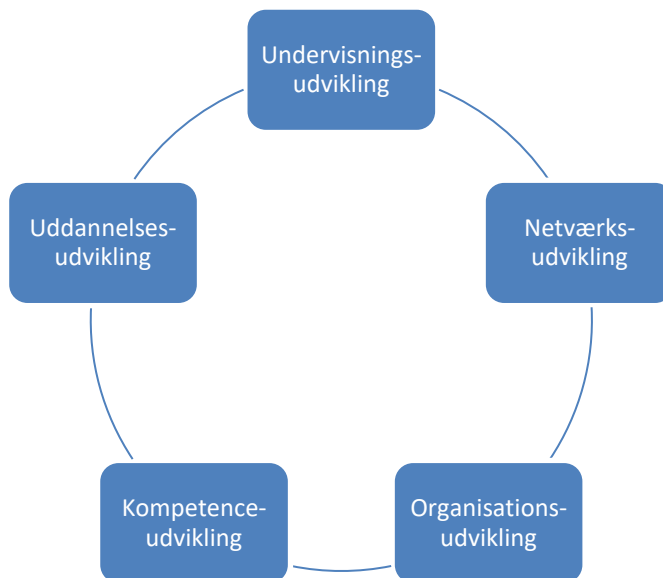 Undervisnings-
udvikling
Netværks-
udvikling
Organisations-
udvikling
Kompetence-
udvikling
Uddannelses-
udvikling